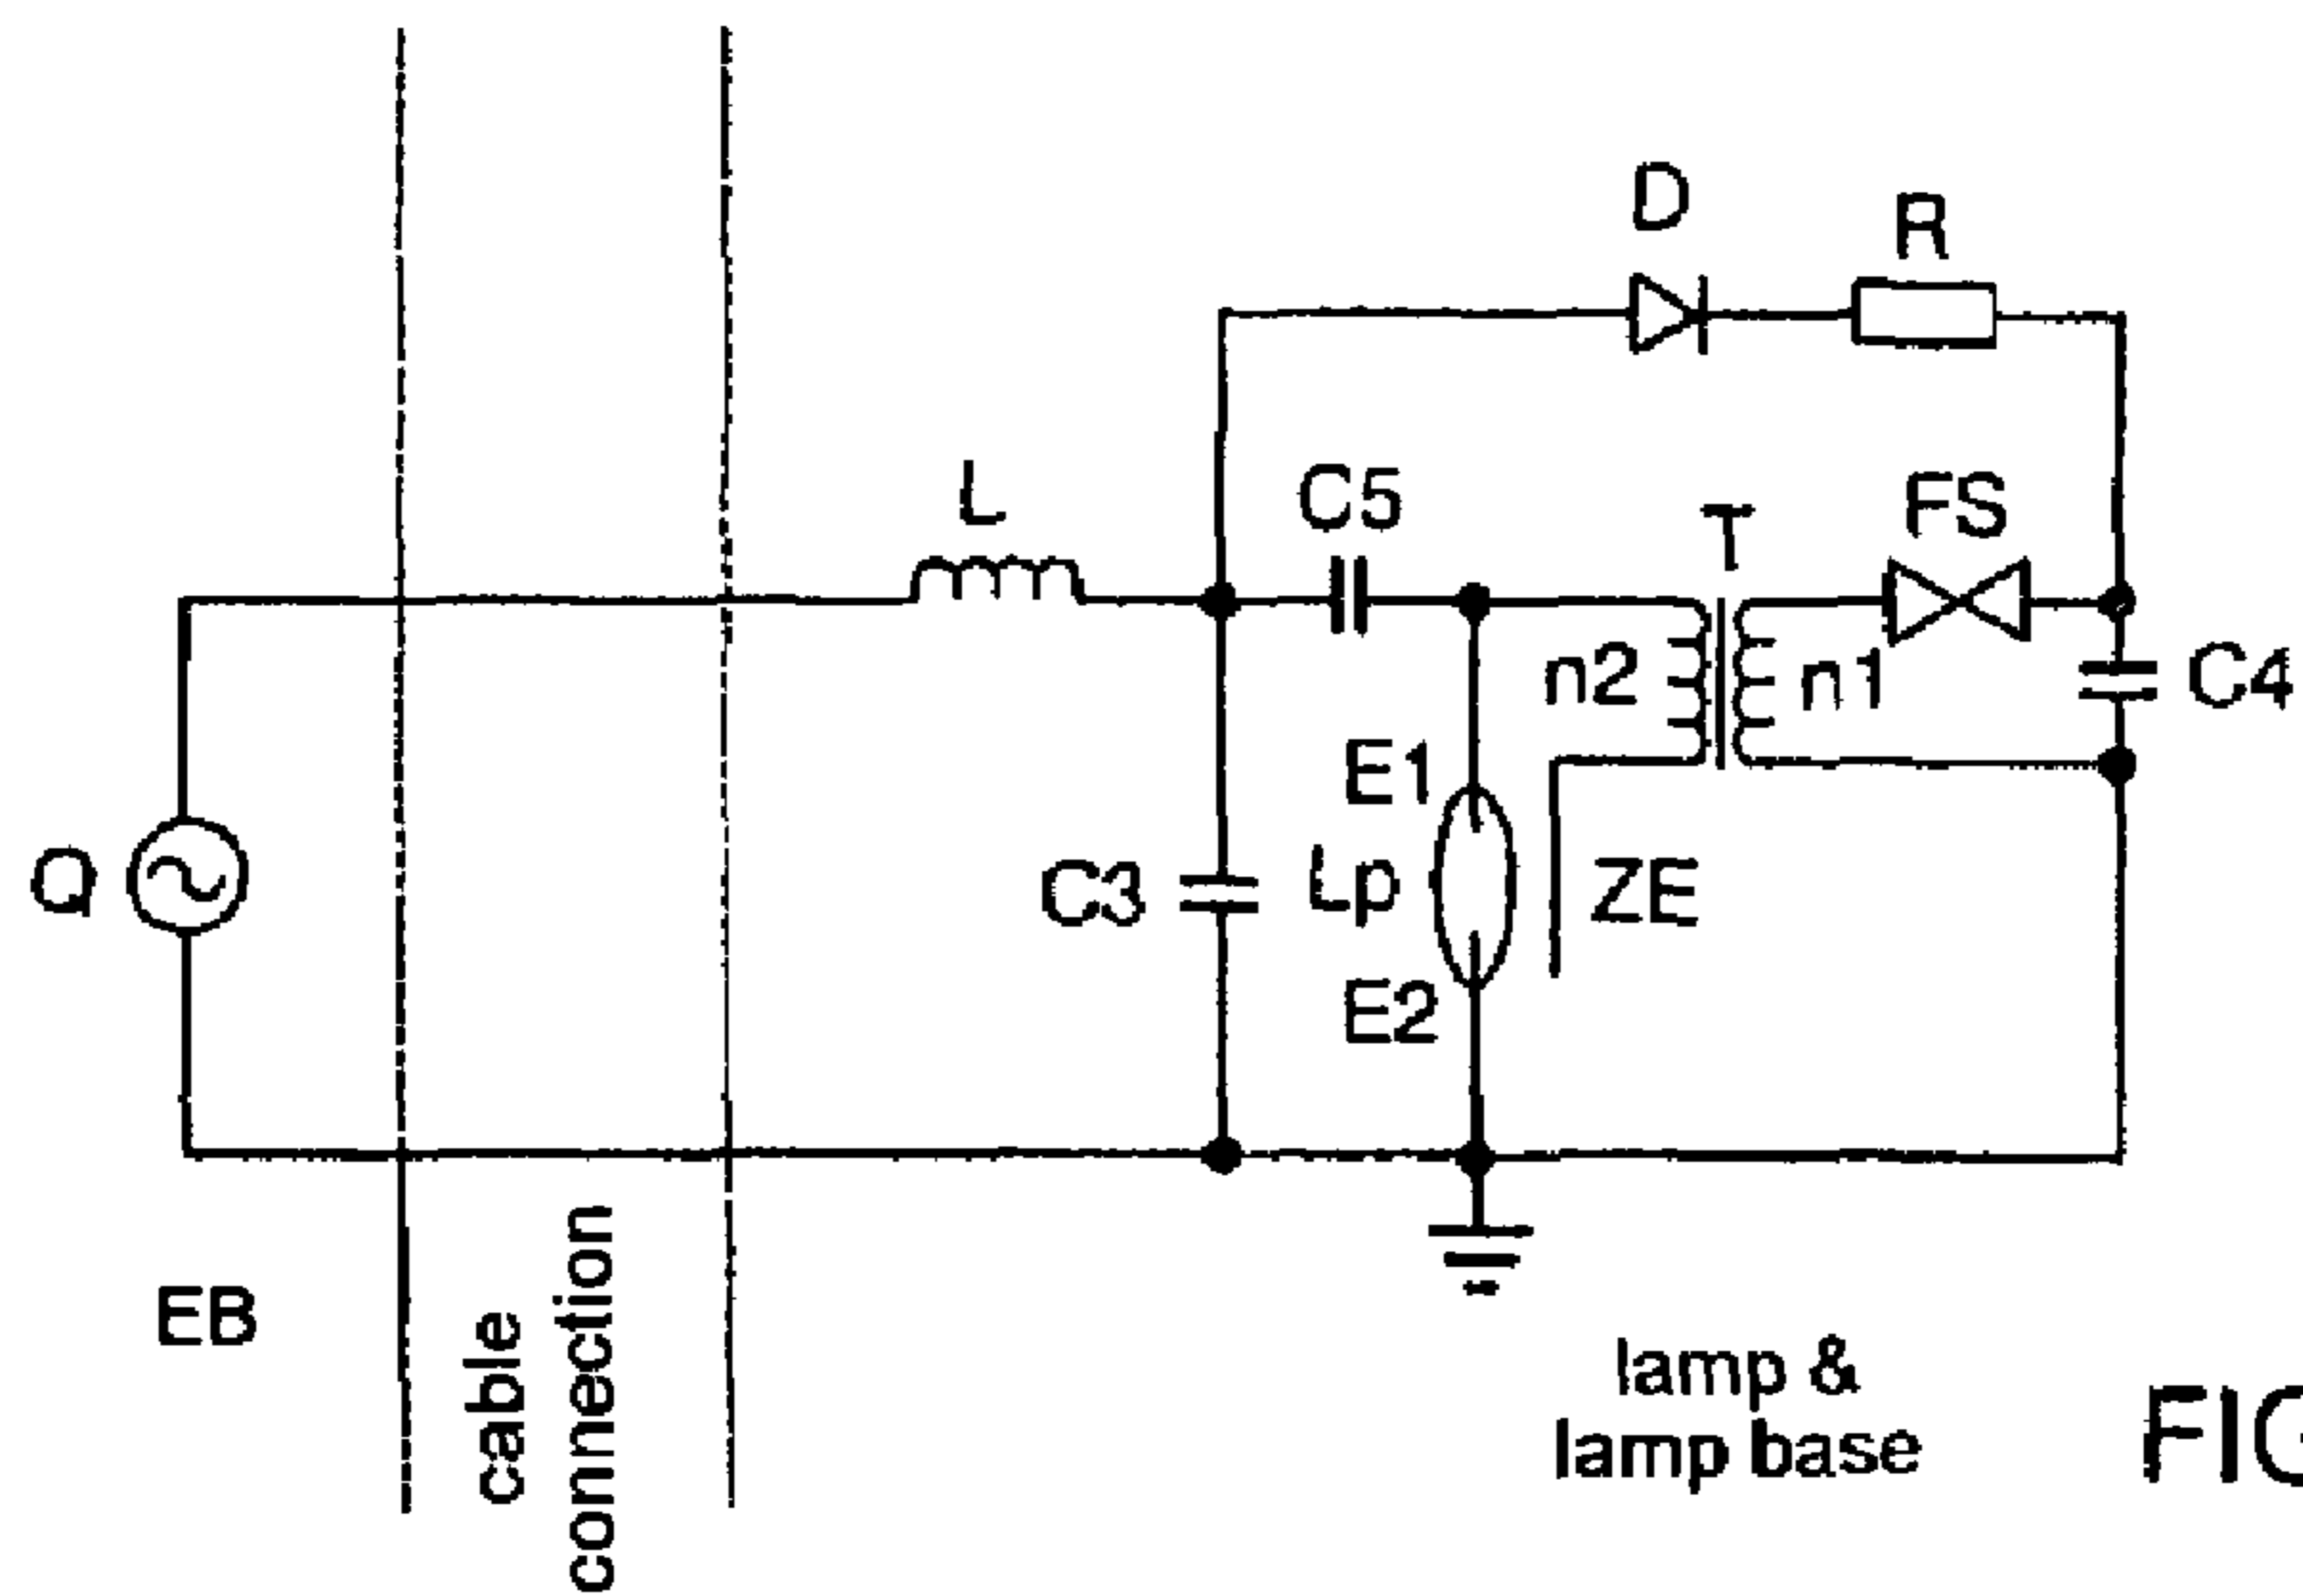 D
R
L
C5
T
FS
n2
n1
C4
E1
Q
C3
Lp
ZE
E2
EB
cable
connection
lamp &
lamp base
FIG